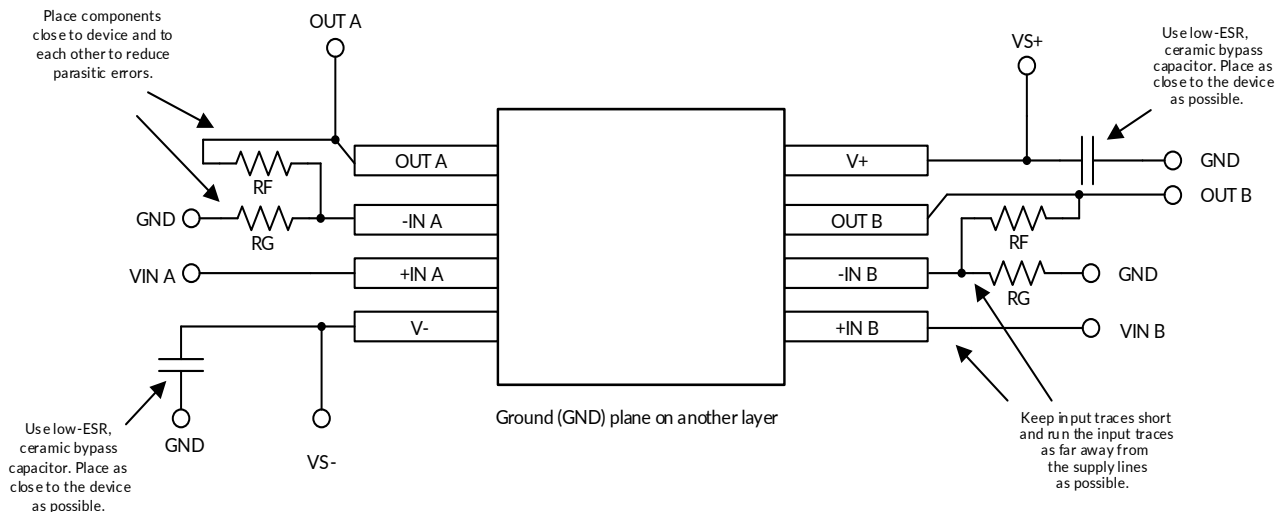 Place components
close to device and to
each other to reduce
parasitic errors.
OUT A
VS+
Use low-ESR,
ceramic bypass
capacitor. Place as
close to the device
as possible.
OUT A
RF
GND
RG
-IN A
VIN A
+IN A
V-
V+
GND
OUT B
OUT B
RF
-IN B
RG
GND
+IN B
VIN B
Ground (GND) plane on another layer
Use low-ESR,
ceramic bypass
capacitor. Place as
close to the device
as possible.
GND
VS-
Keep input traces short
and run the input traces
as far away from
the supply lines
as possible.